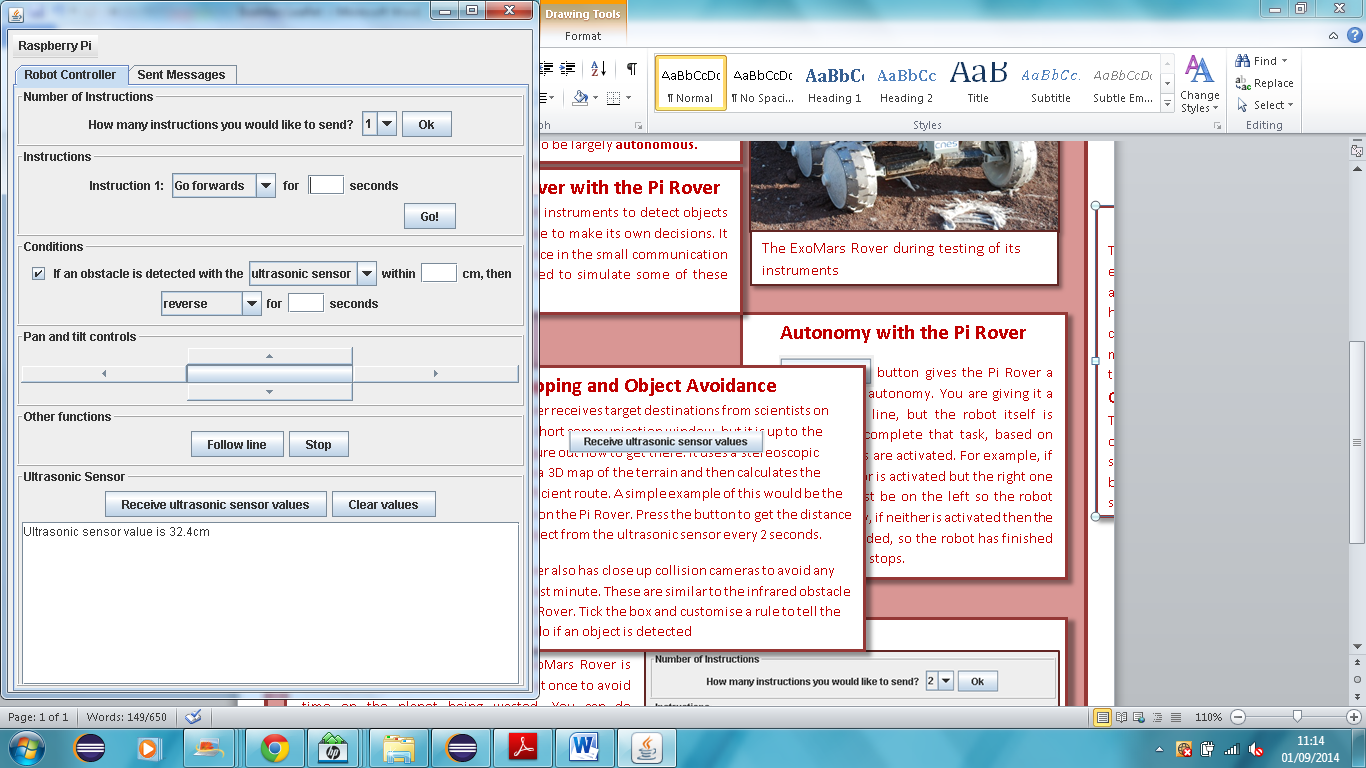 Raspberry Pi
Robot Controller
Sent Messages
Number of Instructions
How many instructions you would like to send? 1 Ok
Instructions
Instruction 1: Go forwards for seconds
Go!
Conditions
If an obstacle is detected with the ultrasonic sensor within cm, then
reverse for seconds
Pan and tilt controls
Other functions
Follow line Stop
Ultrasonic Sensor
Receive ultrasonic sensor values Clear values
Ultrasonic sensor value is 32.4cm
Drawing Tools
Format
AaBbCcDc AaBbCcDc AaBbC AaBbCc AaB AaBbCc. AaBbCcDc
¶ Normal ¶ No Spaci... Heading 1 Heading 2 Title Subtitle Subtle Em...
Change
Styles
Find
Replace
Select
Styles
Editing
o be largely autonomous.
ver with the Pi Rover
instruments to detect objects
e to make its own decisions. It
ce in the small communication
ed to simulate some of these
cnes
The ExoMars Rover during testing of its
instruments
Autonomy with the Pi Rover
button gives the Pi Rover a
autonomy. You are giving it a
line, but the robot itself is
omplete that task, based on
s are activated. For example, if
or is activated but the right one
st be on the left so the robot
, if neither is activated then the
ded, so the robot has finished
stops.
pping and Object Avoidance
er receives target destinations from scientists on
hort communication window, but it is up to the
ure out how to get there. It uses a stereoscopic
Receive ultrasonic sensor values
a 3D map of the terrain and then calculates the
cient route. A simple example of this would be the
on the Pi Rover. Press the button to get the distance
ect from the ultrasonic sensor every 2 seconds.
er also has close up collision cameras to avoid any
st minute. These are similar to the infrared obstacle
Rover. Tick the box and customise a rule to tell the
do if an object is detected
oMars Rover is
t once to avoid
time on the planet being wasted. You can do
Number of Instructions
How many instructions you would like to send? 2 Ok
Instructions
Page: 1 of 1 Words: 149/650
110%
11:14
01/09/2014